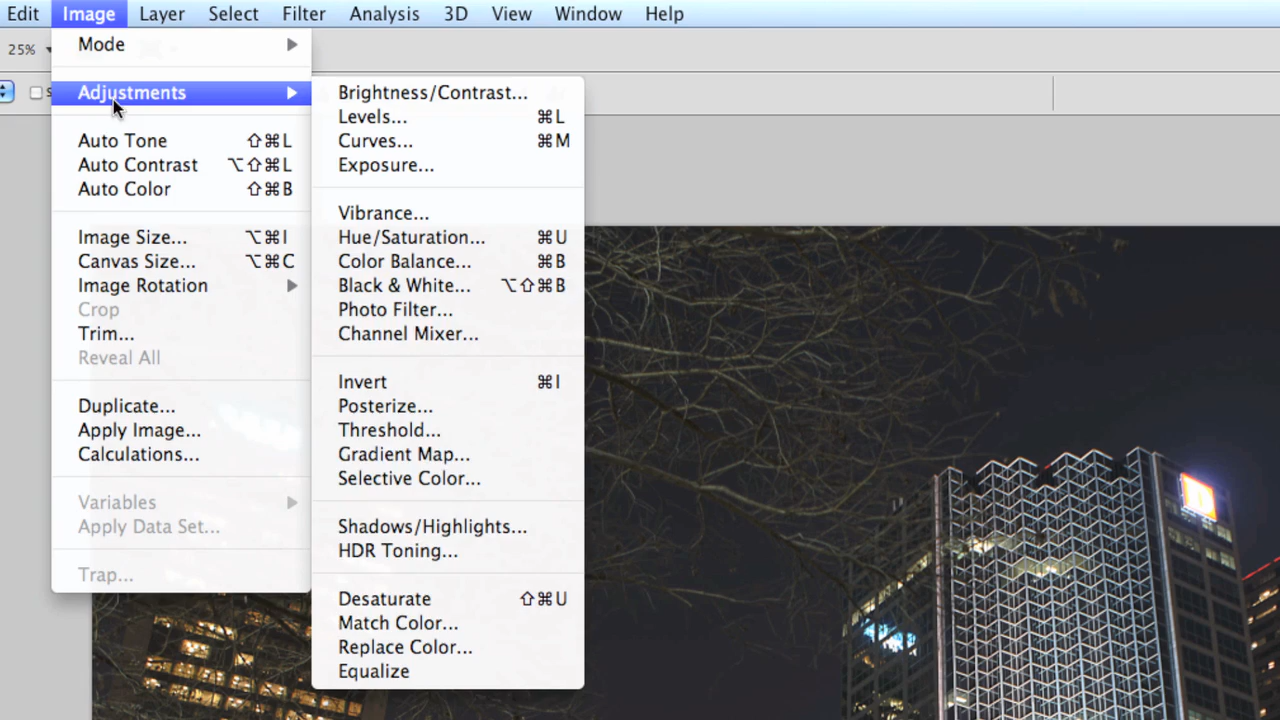 Edit Image Layer Select Filter Analysis 3D View Window Help
25%
Mode
Adjustments
Auto Tone ⇧⌘L
Auto Contrast ⌥⇧⌘L
Auto Color ⇧⌘B
Image Size... ⌥⌘I
Canvas Size... ⌥⌘C
Image Rotation
Crop
Trim...
Reveal All
Duplicate...
Apply Image...
Calculations...
Variables
Apply Data Set...
Trap...
Brightness/Contrast...
Levels... ⌘L
Curves... ⌘M
Exposure...
Vibrance...
Hue/Saturation... ⌘U
Color Balance... ⌘B
Black & White... ⌥⇧⌘B
Photo Filter...
Channel Mixer...
Invert ⌘I
Posterize...
Threshold...
Gradient Map...
Selective Color...
Shadows/Highlights...
HDR Toning...
Desaturate ⇧⌘U
Match Color...
Replace Color...
Equalize